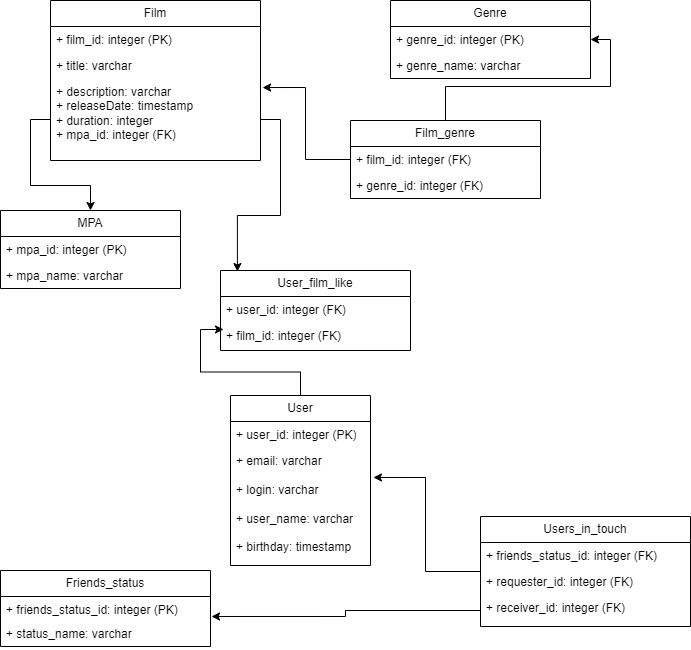 Film
+ film_id: integer (PK)
+ title: varchar
+ description: varchar
+ releaseDate: timestamp
+ duration: integer
+ mpa_id: integer (FK)
Genre
+ genre_id: integer (PK)
+ genre_name: varchar
Film_genre
+ film_id: integer (FK)
+ genre_id: integer (FK)
MPA
+ mpa_id: integer (PK)
+ mpa_name: varchar
User_film_like
+ user_id: integer (FK)
+ film_id: integer (FK)
User
+ user_id: integer (PK)
+ email: varchar
+ login: varchar
+ user_name: varchar
+ birthday: timestamp
Users_in_touch
+ friends_status_id: integer (FK)
+ requester_id: integer (FK)
+ receiver_id: integer (FK)
Friends_status
+ friends_status_id: integer (PK)
+ status_name: varchar